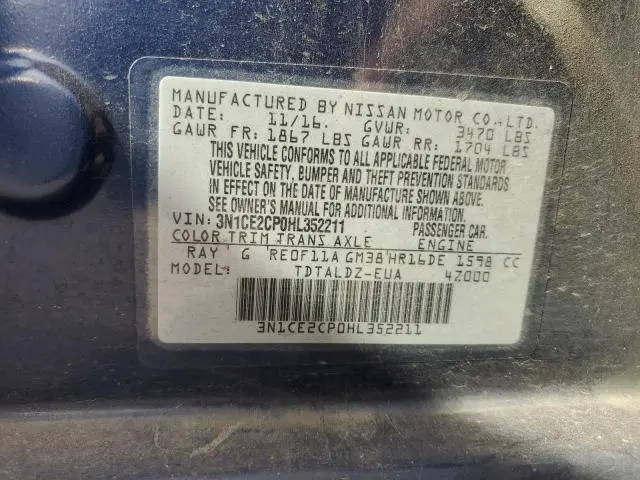 MANUFACTURED BY NISSAN MOTOR CO.,LTD.
DATE: 11/16. GVWR: 3470 LBS
GAWR FR: 1867 LBS GAWR RR: 1704 LBS
THIS VEHICLE CONFORMS TO ALL APPLICABLE FEDERAL MOTOR
VEHICLE SAFETY, BUMPER AND THEFT PREVENTION STANDARDS
IN EFFECT ON THE DATE OF MANUFACTURE SHOWN ABOVE.
SEE OWNER'S MANUAL FOR ADDITIONAL INFORMATION.
VIN: 3N1CE2CP0HL352211 PASSENGER CAR.
COLOR TRIM TRANS AXLE ENGINE
RAY G RE0F11A GM38 HR16DE 1598 CC
MODEL: TDTALDZ-EUA 47000
3N1CE2CP0HL352211